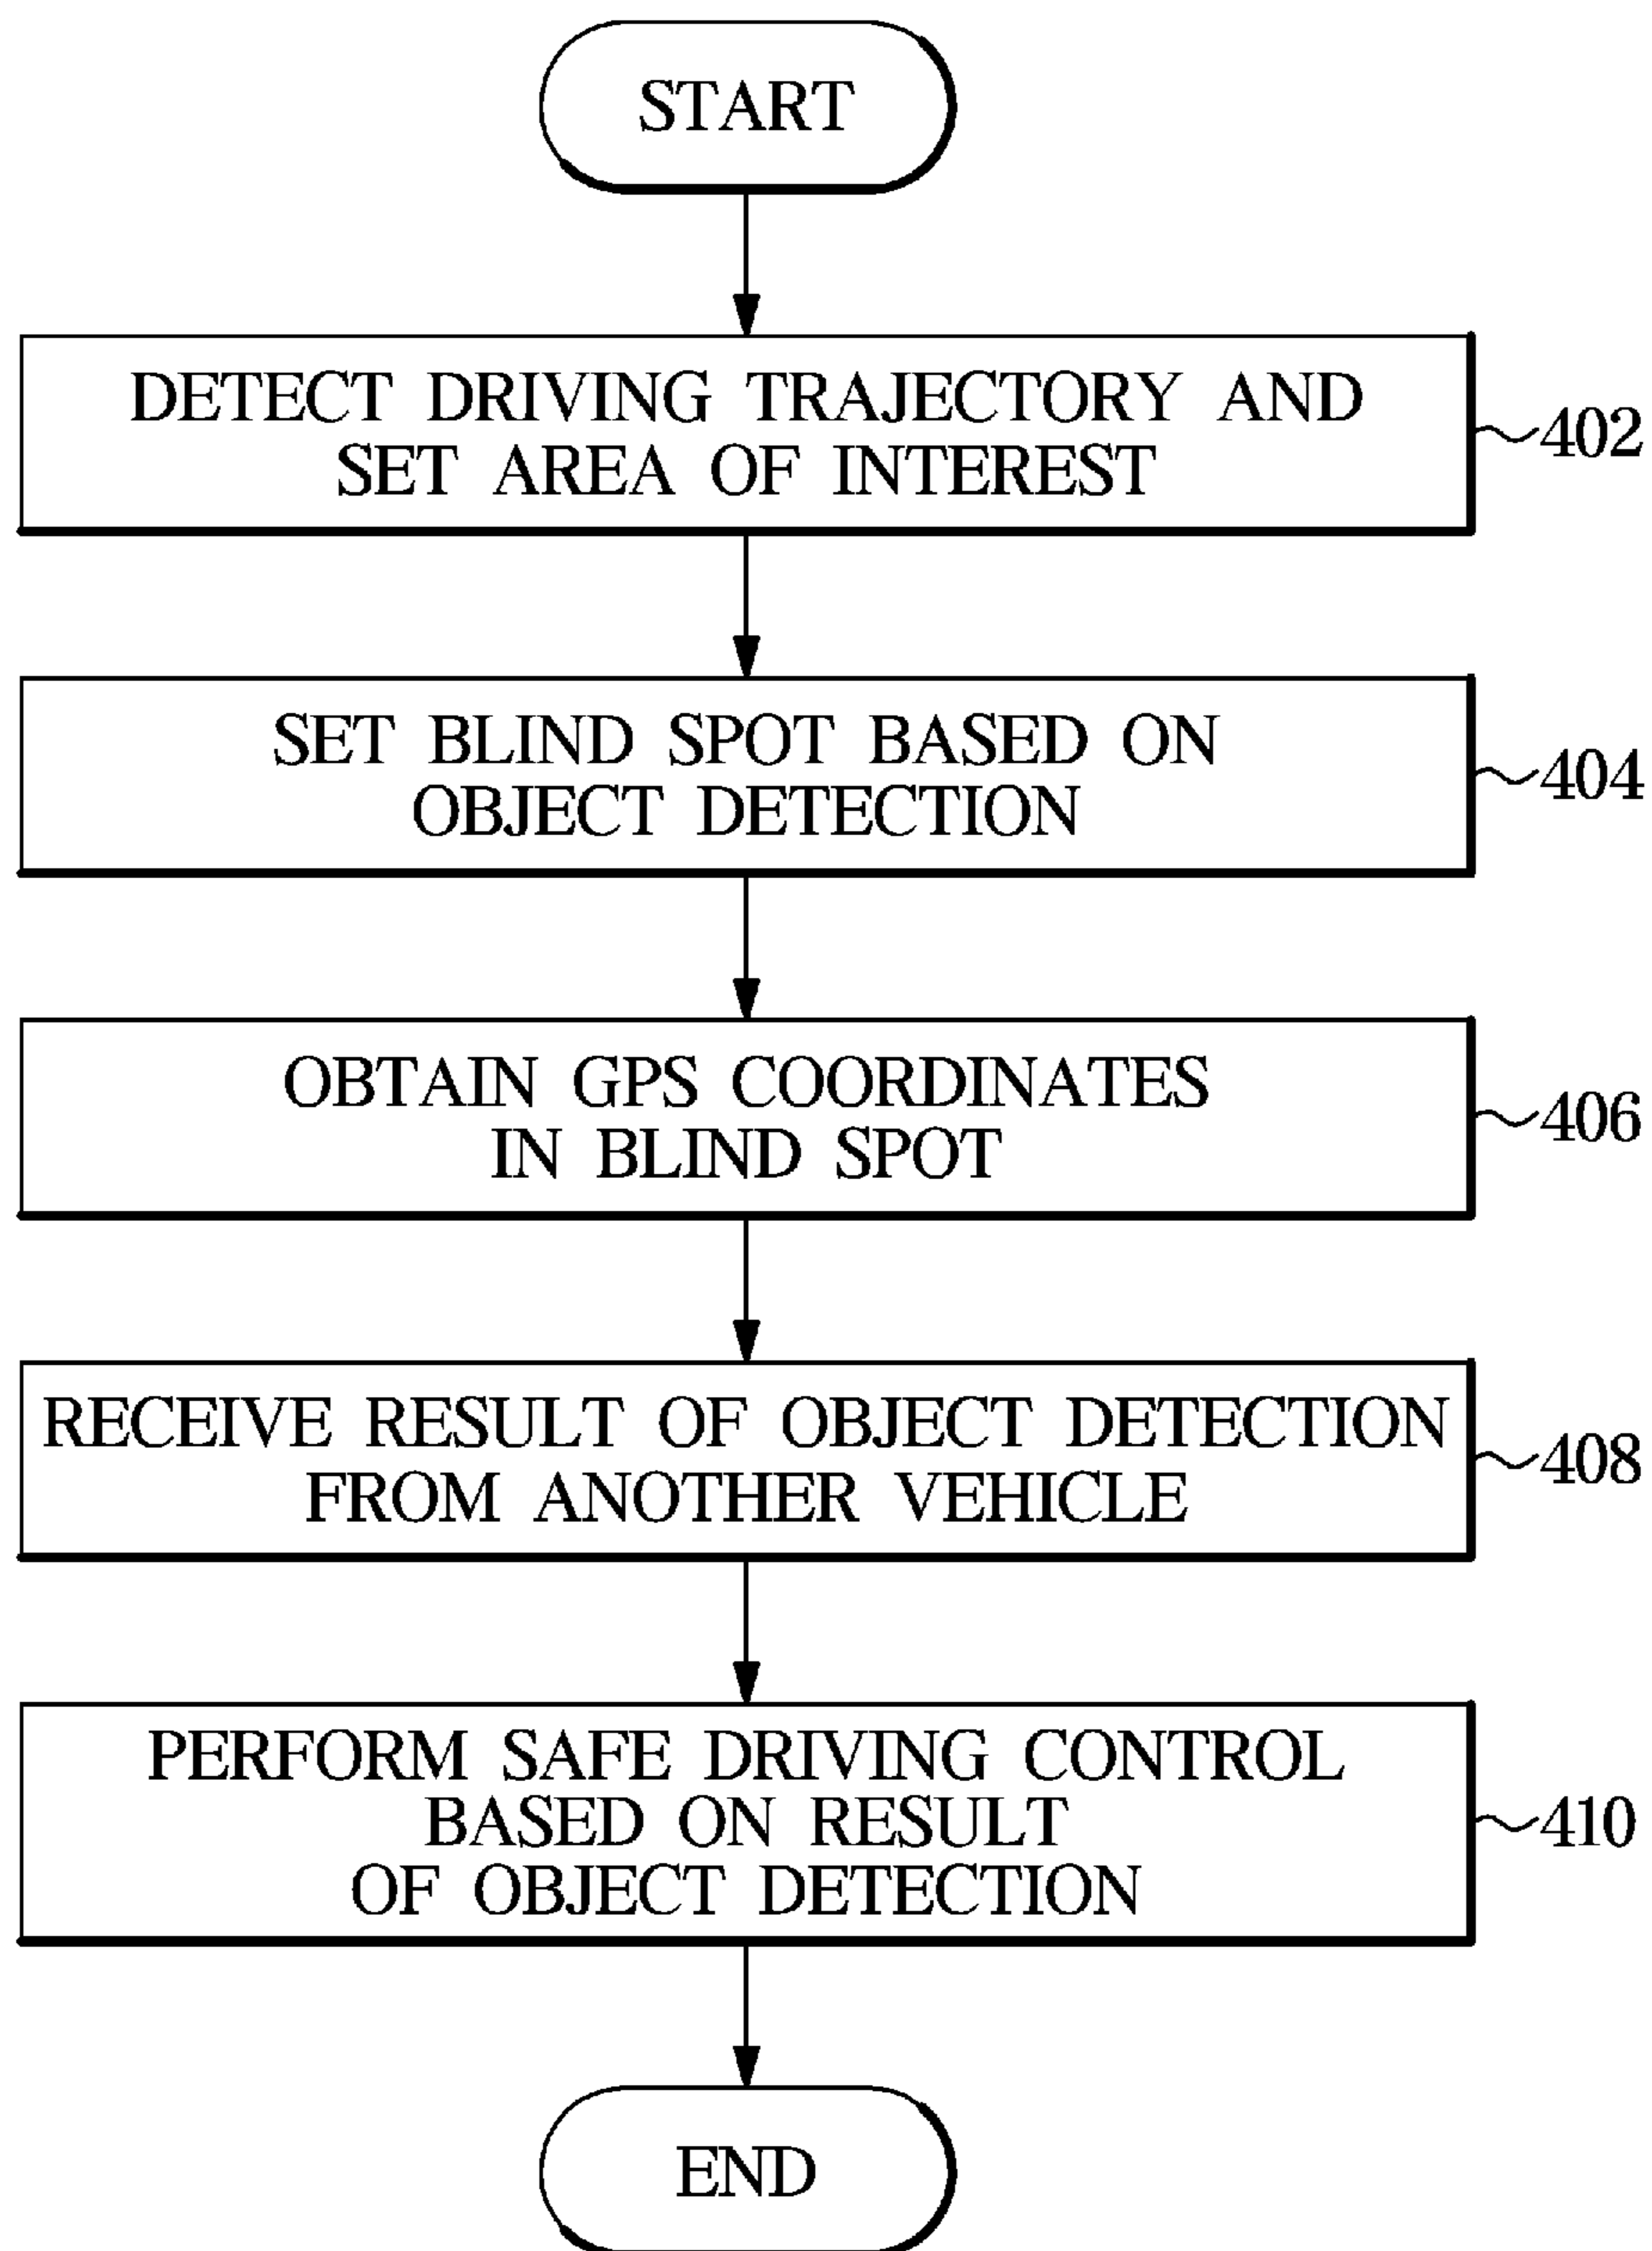 START
DETECT DRIVING TRAJECTORY AND
SET AREA OF INTEREST
402
SET BLIND SPOT BASED ON
OBJECT DETECTION
404
OBTAIN GPS COORDINATES
IN BLIND SPOT
406
RECEIVE RESULT OF OBJECT DETECTION
FROM ANOTHER VEHICLE
408
PERFORM SAFE DRIVING CONTROL
BASED ON RESULT
OF OBJECT DETECTION
410
END